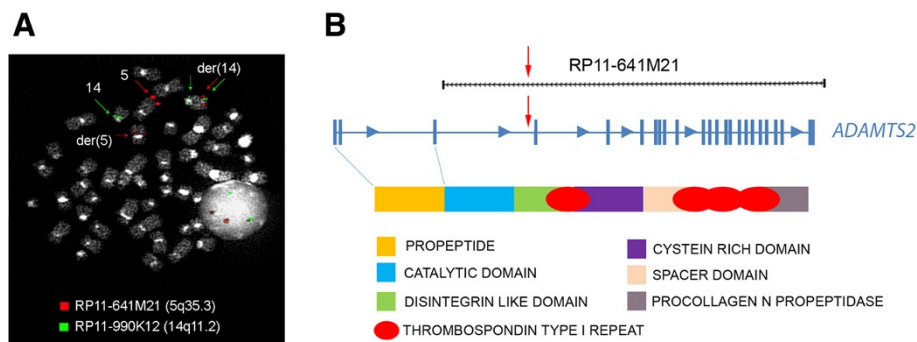 A
B
5
der(14)
14
der(5)
RP11-641M21 (5q35.3)
RP11-990K12 (14q11.2)
RP11-641M21
ADAMTS2
PROPEPTIDE
CATALYTIC DOMAIN
DISINTEGRIN LIKE DOMAIN
THROMBOSPONDIN TYPE I REPEAT
CYSTEIN RICH DOMAIN
SPACER DOMAIN
PROCOLLAGEN N PROPEPTIDASE